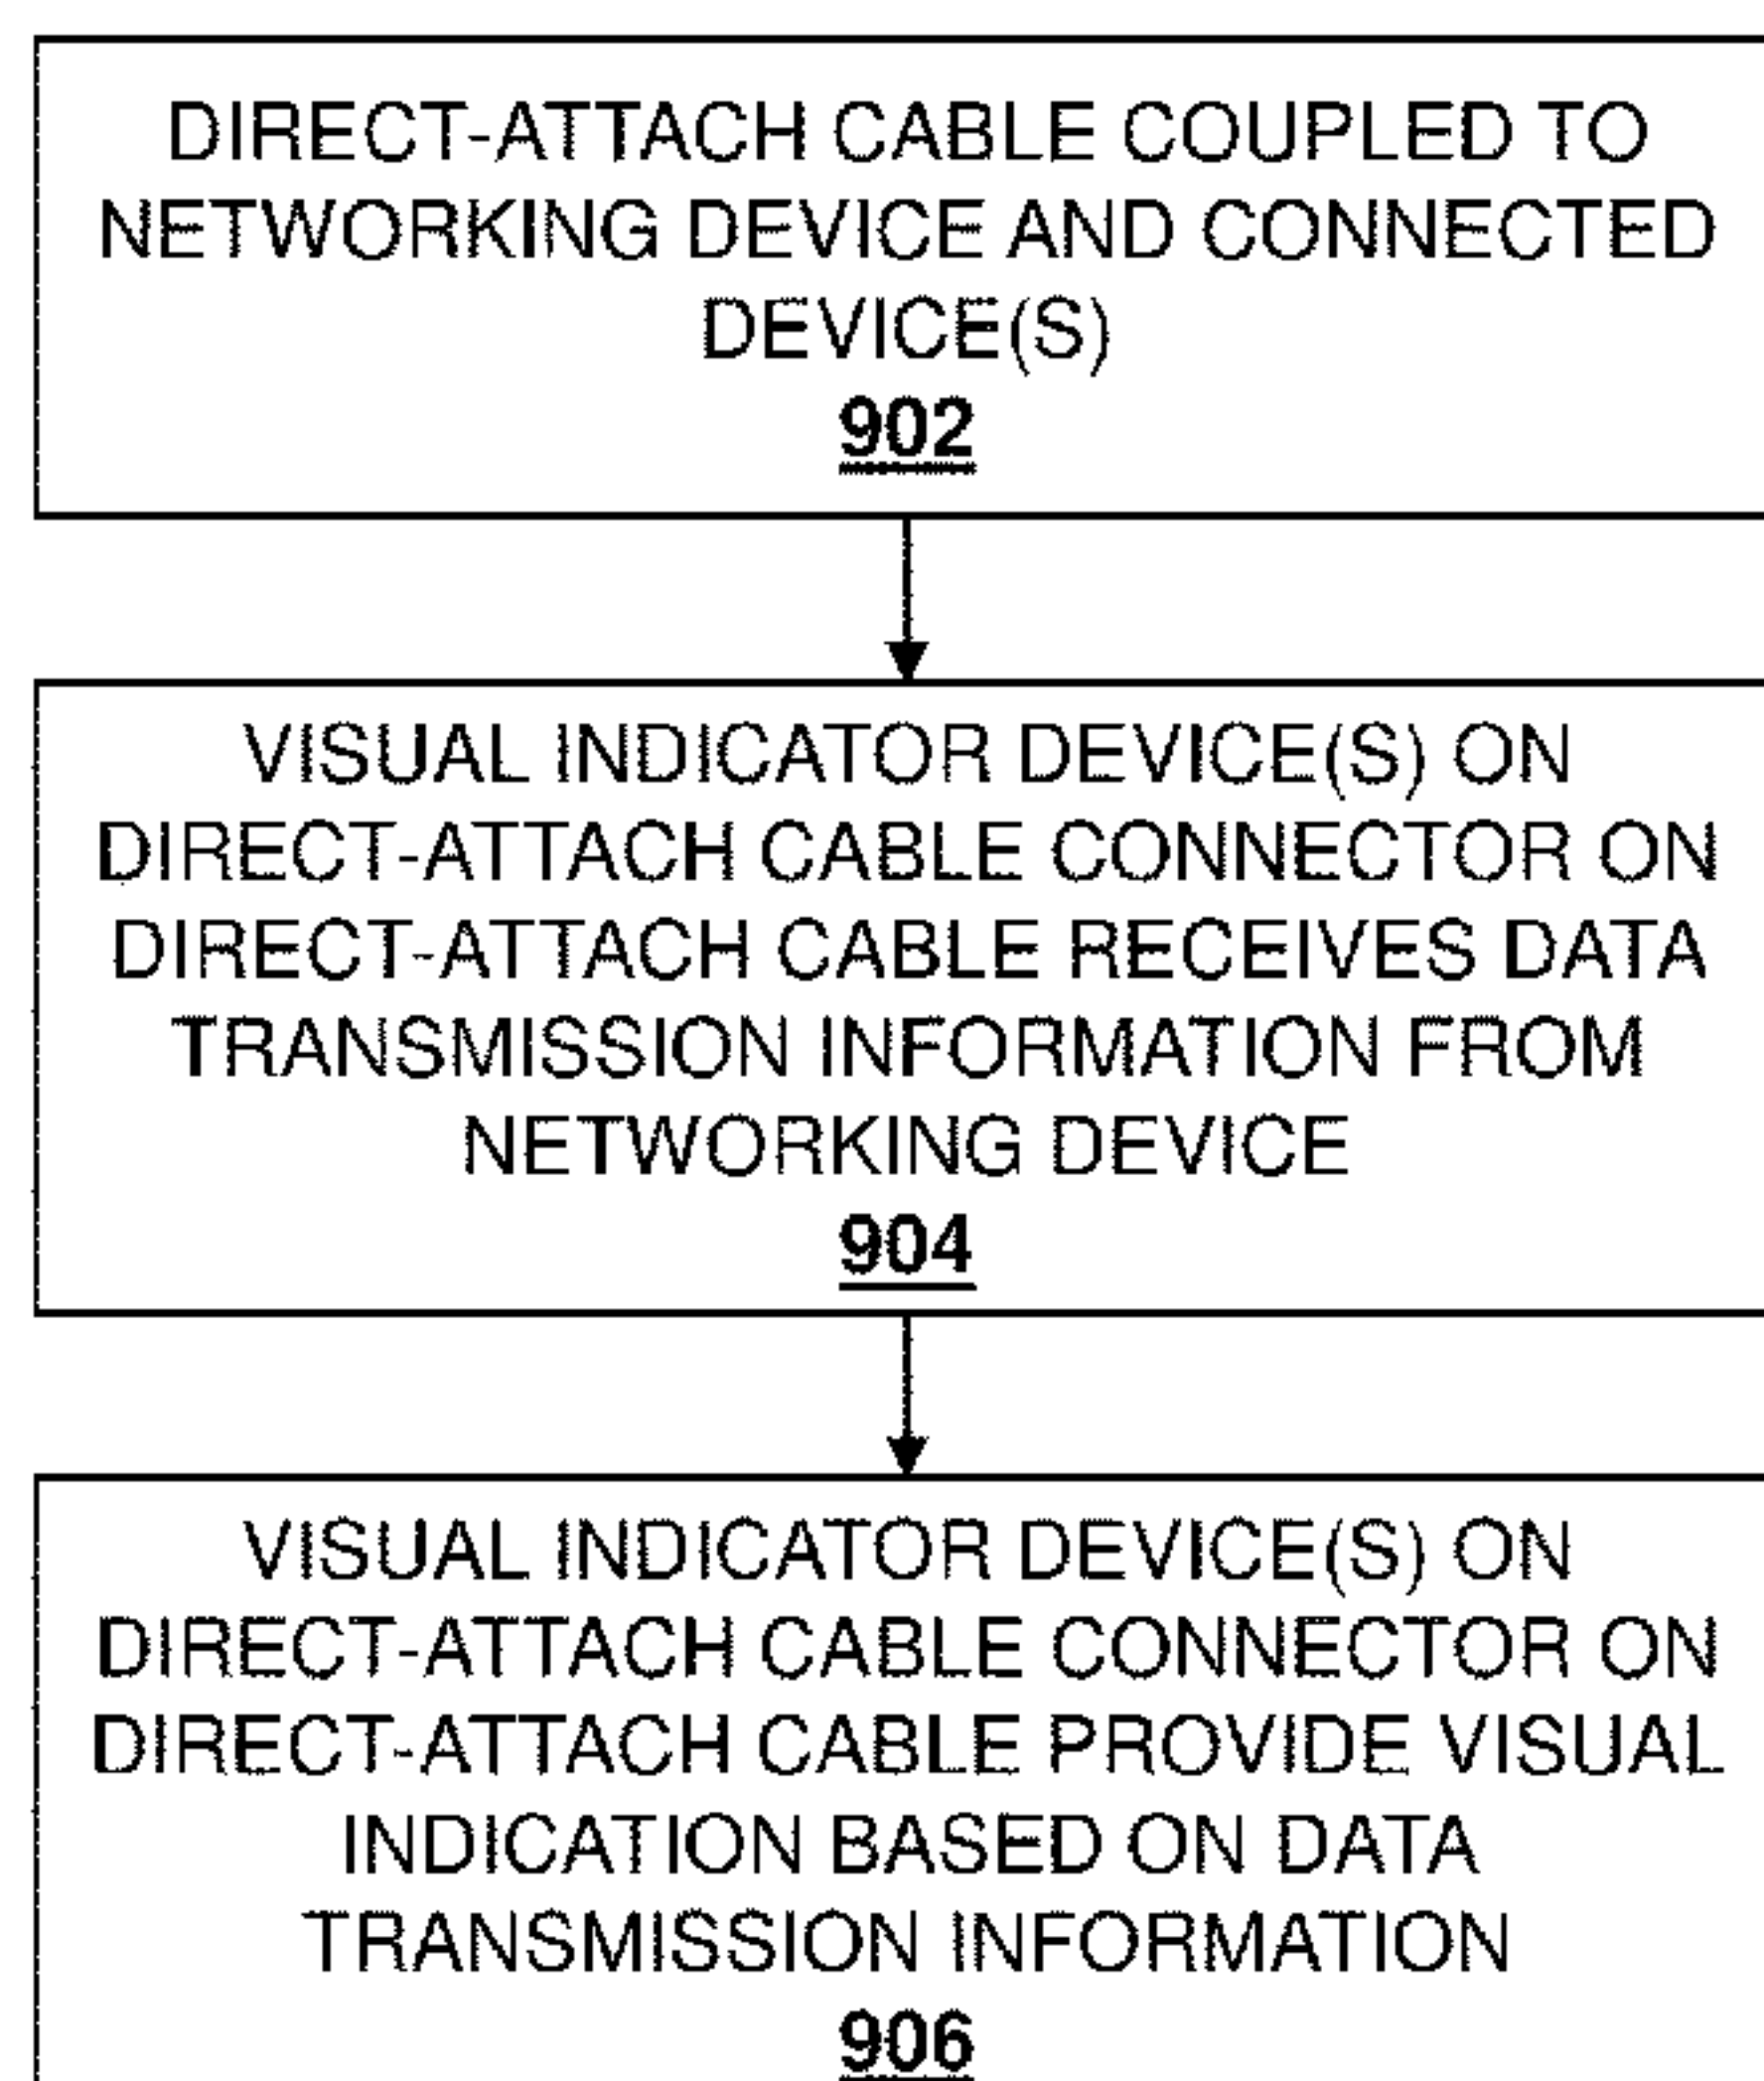 DIRECT-ATTACH CABLE COUPLED TO
NETWORKING DEVICE AND CONNECTED
DEVICE(S)
902
VISUAL INDICATOR DEVICE(S) ON
DIRECT-ATTACH CABLE CONNECTOR ON
DIRECT-ATTACH CABLE RECEIVES DATA
TRANSMISSION INFORMATION FROM
NETWORKING DEVICE
904
VISUAL INDICATOR DEVICE(S) ON
DIRECT-ATTACH CABLE CONNECTOR ON
DIRECT-ATTACH CABLE PROVIDE VISUAL
INDICATION BASED ON DATA
TRANSMISSION INFORMATION
906